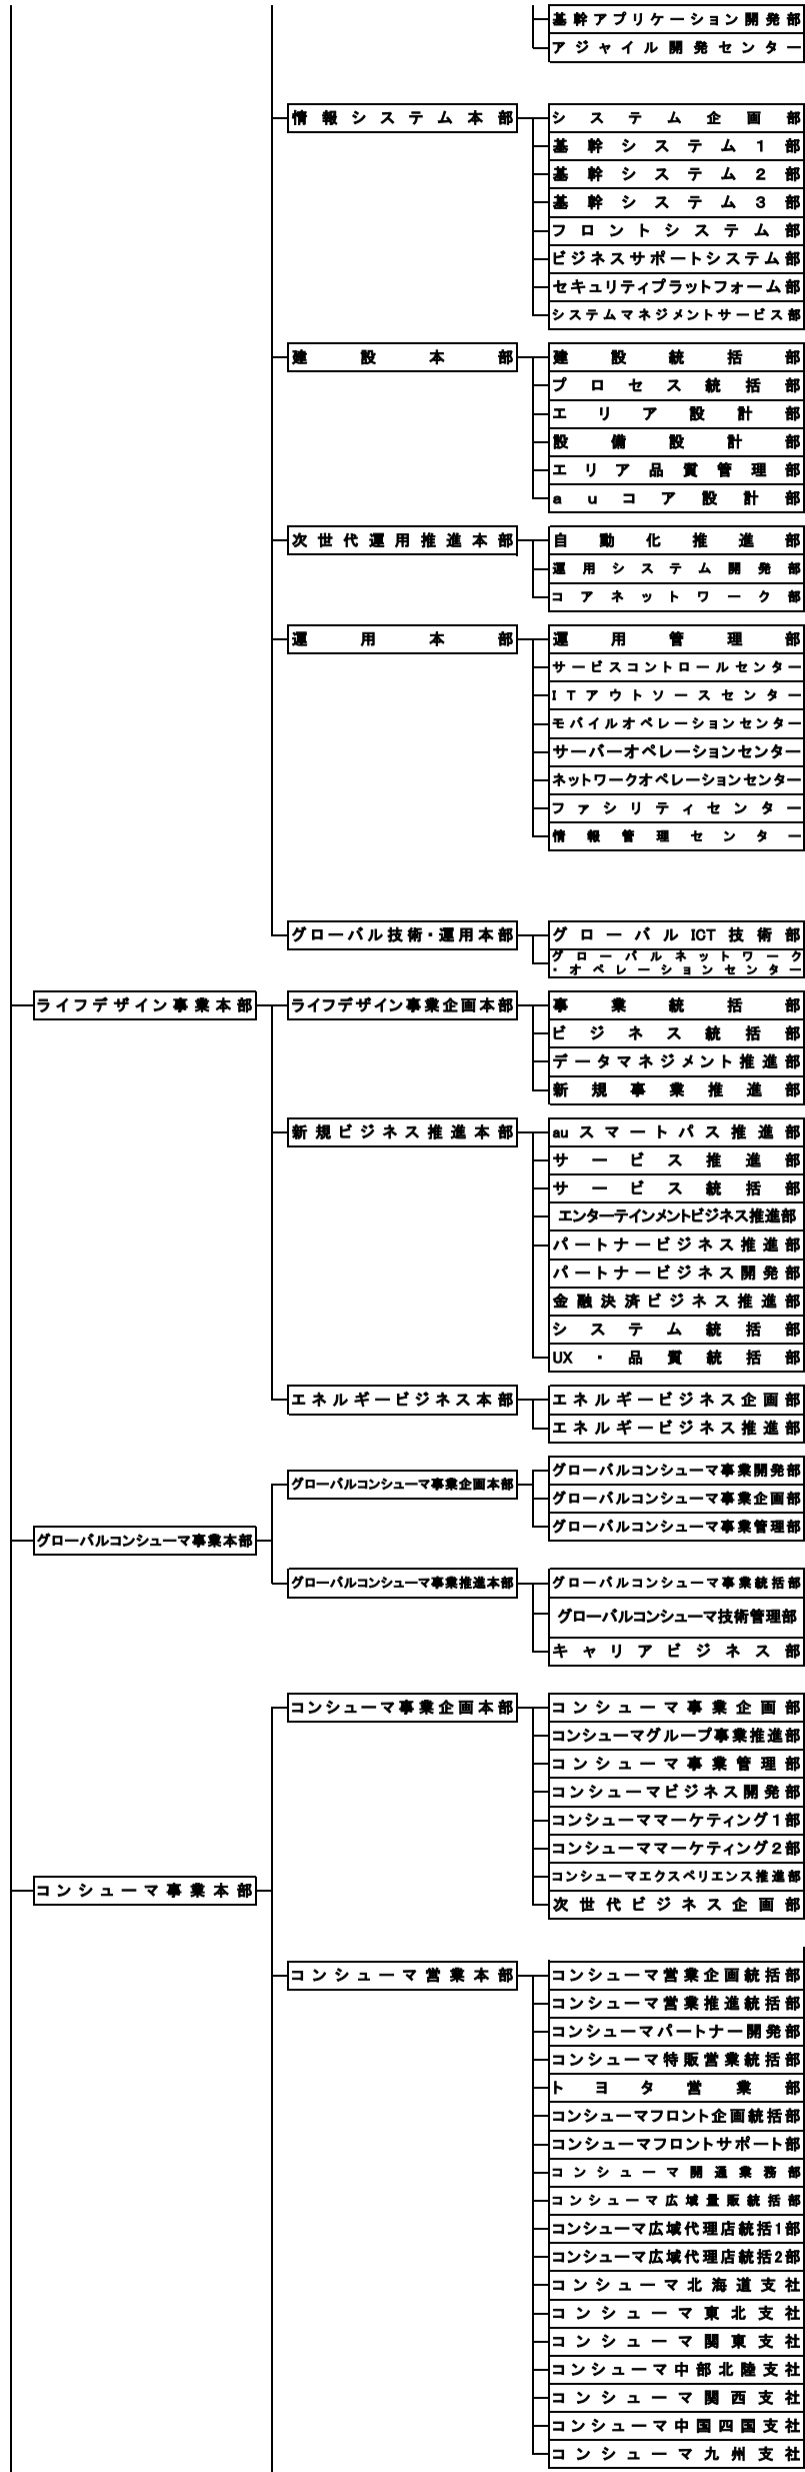 基幹アプリケーション開発部
アジャイル開発センター
情報システム本部
システム企画部
基幹システム1部
基幹システム2部
基幹システム3部
フロントシステム部
ビジネスサポートシステム部
セキュリティプラットフォーム部
システムマネジメントサービス部
建設本部
建設統括部
プロセス統括部
エリア設計部
設備設計部
エリア品質管理部
auコア設計部
次世代運用推進本部
自動化推進部
運用システム開発部
コアネットワーク部
運用本部
運用管理部
サービスコントロールセンター
ITアウトソースセンター
モバイルオペレーションセンター
サーバーオペレーションセンター
ネットワークオペレーションセンター
ファシリティセンター
情報管理センター
グローバル技術・運用本部
グローバルICT技術部
グローバルネットワーク
・オペレーションセンター
ライフデザイン事業本部
ライフデザイン事業企画本部
事業統括部
ビジネス統括部
データマネジメント推進部
新規事業推進部
新規ビジネス推進本部
auスマートパス推進部
サービス推進部
サービス統括部
エンターテインメントビジネス推進部
パートナービジネス推進部
パートナービジネス開発部
金融決済ビジネス推進部
システム統括部
UX・品質統括部
エネルギービジネス本部
エネルギービジネス企画部
エネルギービジネス推進部
グローバルコンシューマ事業本部
グローバルコンシューマ事業企画本部
グローバルコンシューマ事業開発部
グローバルコンシューマ事業企画部
グローバルコンシューマ事業管理部
グローバルコンシューマ事業推進本部
グローバルコンシューマ事業統括部
グローバルコンシューマ技術管理部
キャリアビジネス部
コンシューマ事業本部
コンシューマ事業企画本部
コンシューマ事業企画部
コンシューマグループ事業推進部
コンシューマ事業管理部
コンシューマビジネス開発部
コンシューママーケティング1部
コンシューママーケティング2部
コンシューマエクスペリエンス推進部
次世代ビジネス企画部
コンシューマ営業本部
コンシューマ営業企画統括部
コンシューマ営業推進統括部
コンシューマパートナー開発部
コンシューマ特販営業統括部
トヨタ営業部
コンシューマフロント企画統括部
コンシューマフロントサポート部
コンシューマ開通業務部
コンシューマ広域量販統括部
コンシューマ広域代理店統括1部
コンシューマ広域代理店統括2部
コンシューマ北海道支社
コンシューマ東北支社
コンシューマ関東支社
コンシューマ中部北陸支社
コンシューマ関西支社
コンシューマ中国四国支社
コンシューマ九州支社